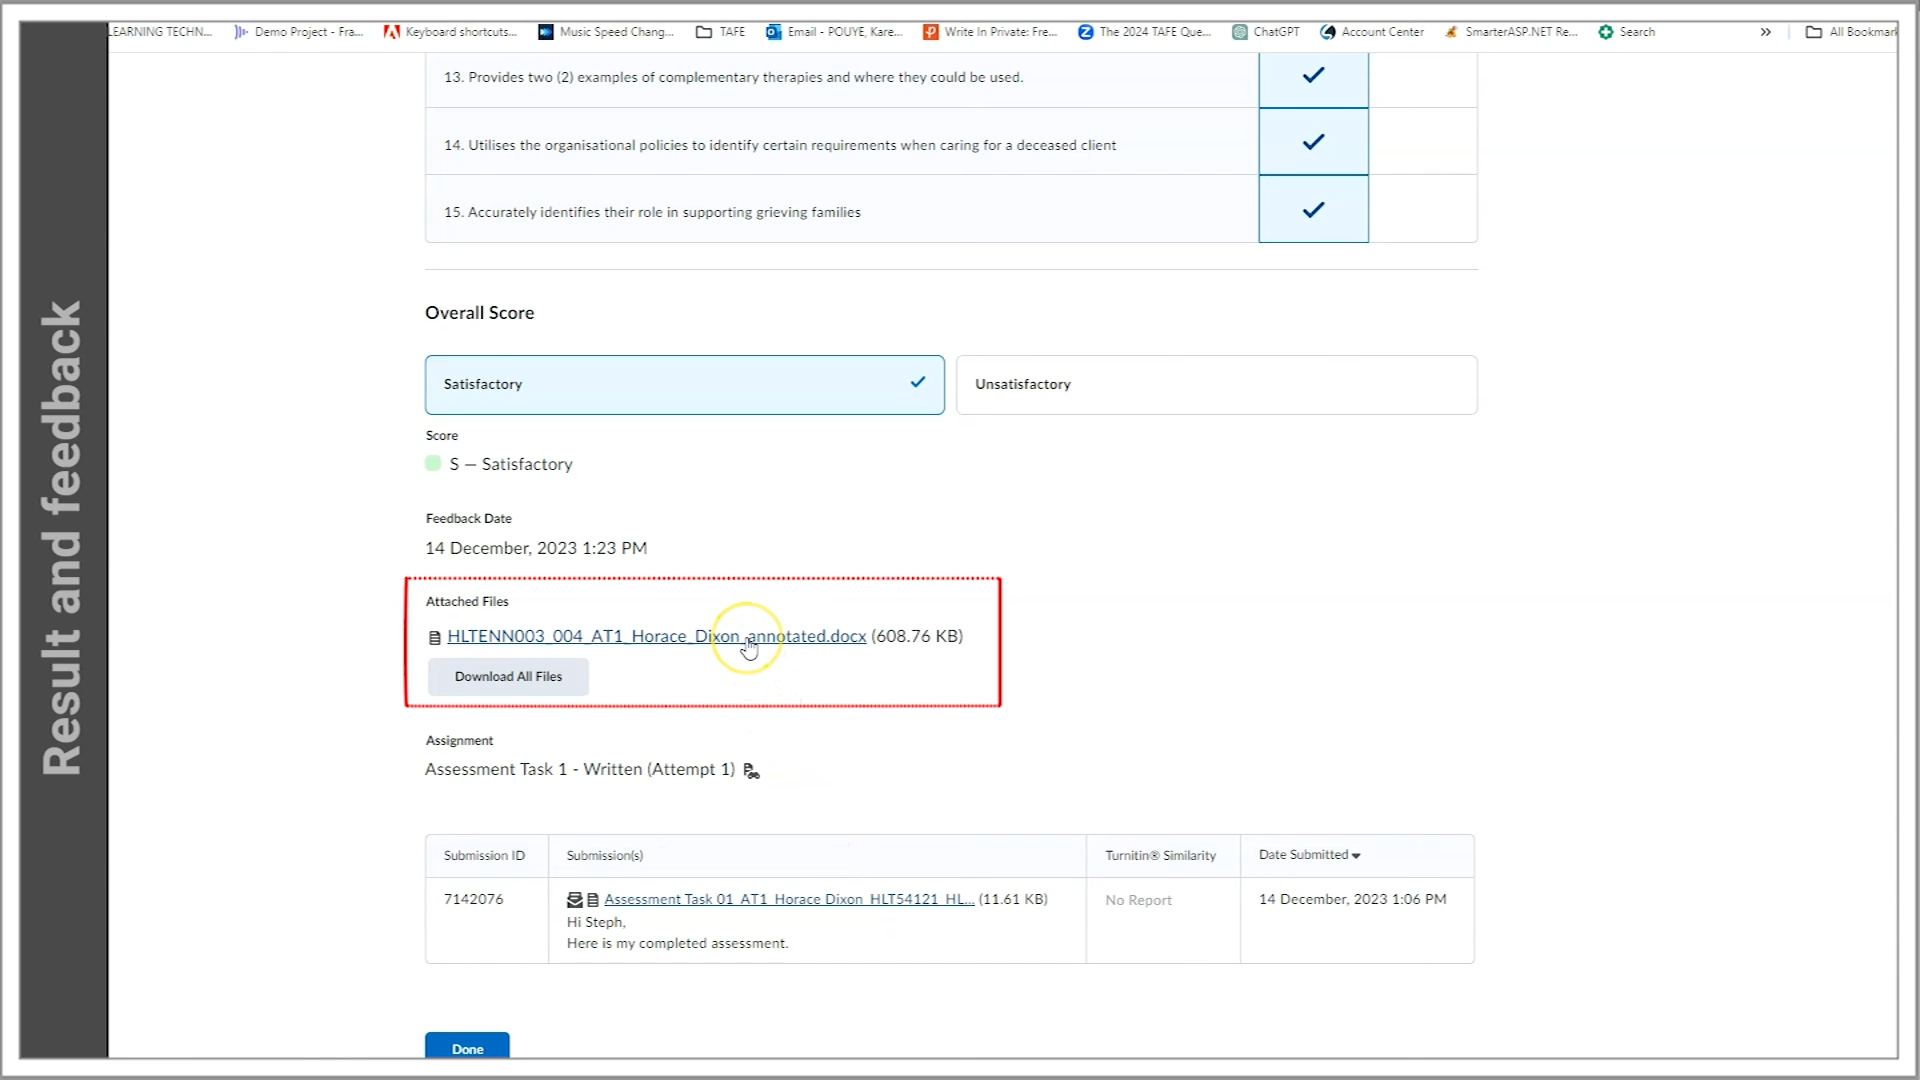 LEARNING TECHN...
Demo Project - Fra...
Keyboard shortcuts...
Music Speed Chang...
TAFE
Email - POUYE, Kare...
Write In Private: Fre...
The 2024 TAFE Que...
ChatGPT
Account Center
SmarterASP.NET Re...
Search
»
All Bookmar
Result and feedback
13. Provides two (2) examples of complementary therapies and where they could be used.
14. Utilises the organisational policies to identify certain requirements when caring for a deceased client
15. Accurately identifies their role in supporting grieving families
Overall Score
Satisfactory
Unsatisfactory
Score
S — Satisfactory
Feedback Date
14 December, 2023 1:23 PM
Attached Files
HLTENN003_004_AT1_Horace_Dixon_annotated.docx (608.76 KB)
Download All Files
Assignment
Assessment Task 1 - Written (Attempt 1)
Submission ID
Submission(s)
Turnitin® Similarity
Date Submitted
7142076
Assessment Task 01_AT1_Horace Dixon_HLT54121_HL... (11.61 KB)
Hi Steph,
Here is my completed assessment.
No Report
14 December, 2023 1:06 PM
Done